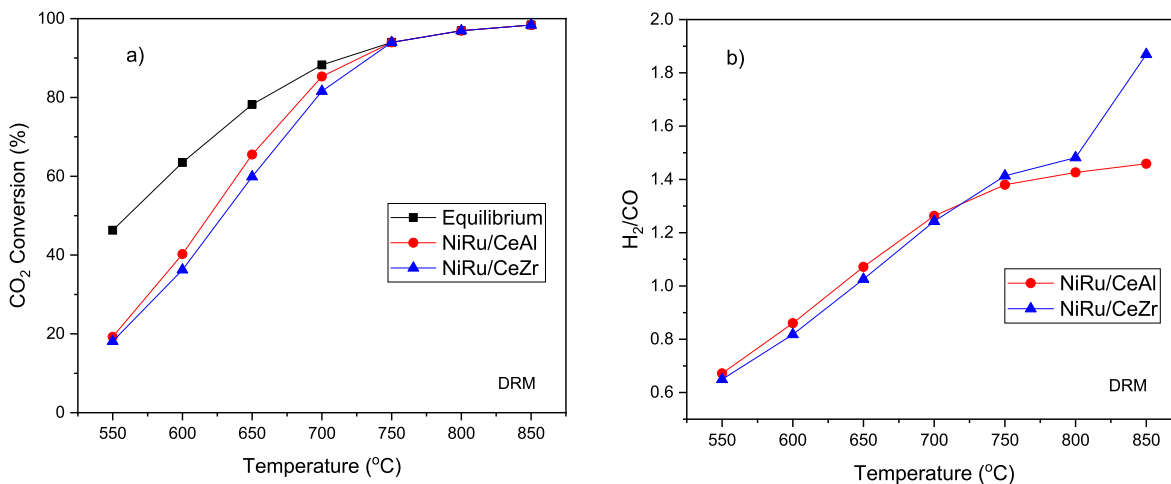 a)
100
80
60
40
20
0
CO2 Conversion (%)
Equilibrium
NiRu/CeAl
NiRu/CeZr
DRM
550 600 650 700 750 800 850
Temperature (oC)
b)
2.0
1.8
1.6
1.4
1.2
1.0
0.8
0.6
H2/CO
NiRu/CeAl
NiRu/CeZr
DRM
550 600 650 700 750 800 850
Temperature (oC)